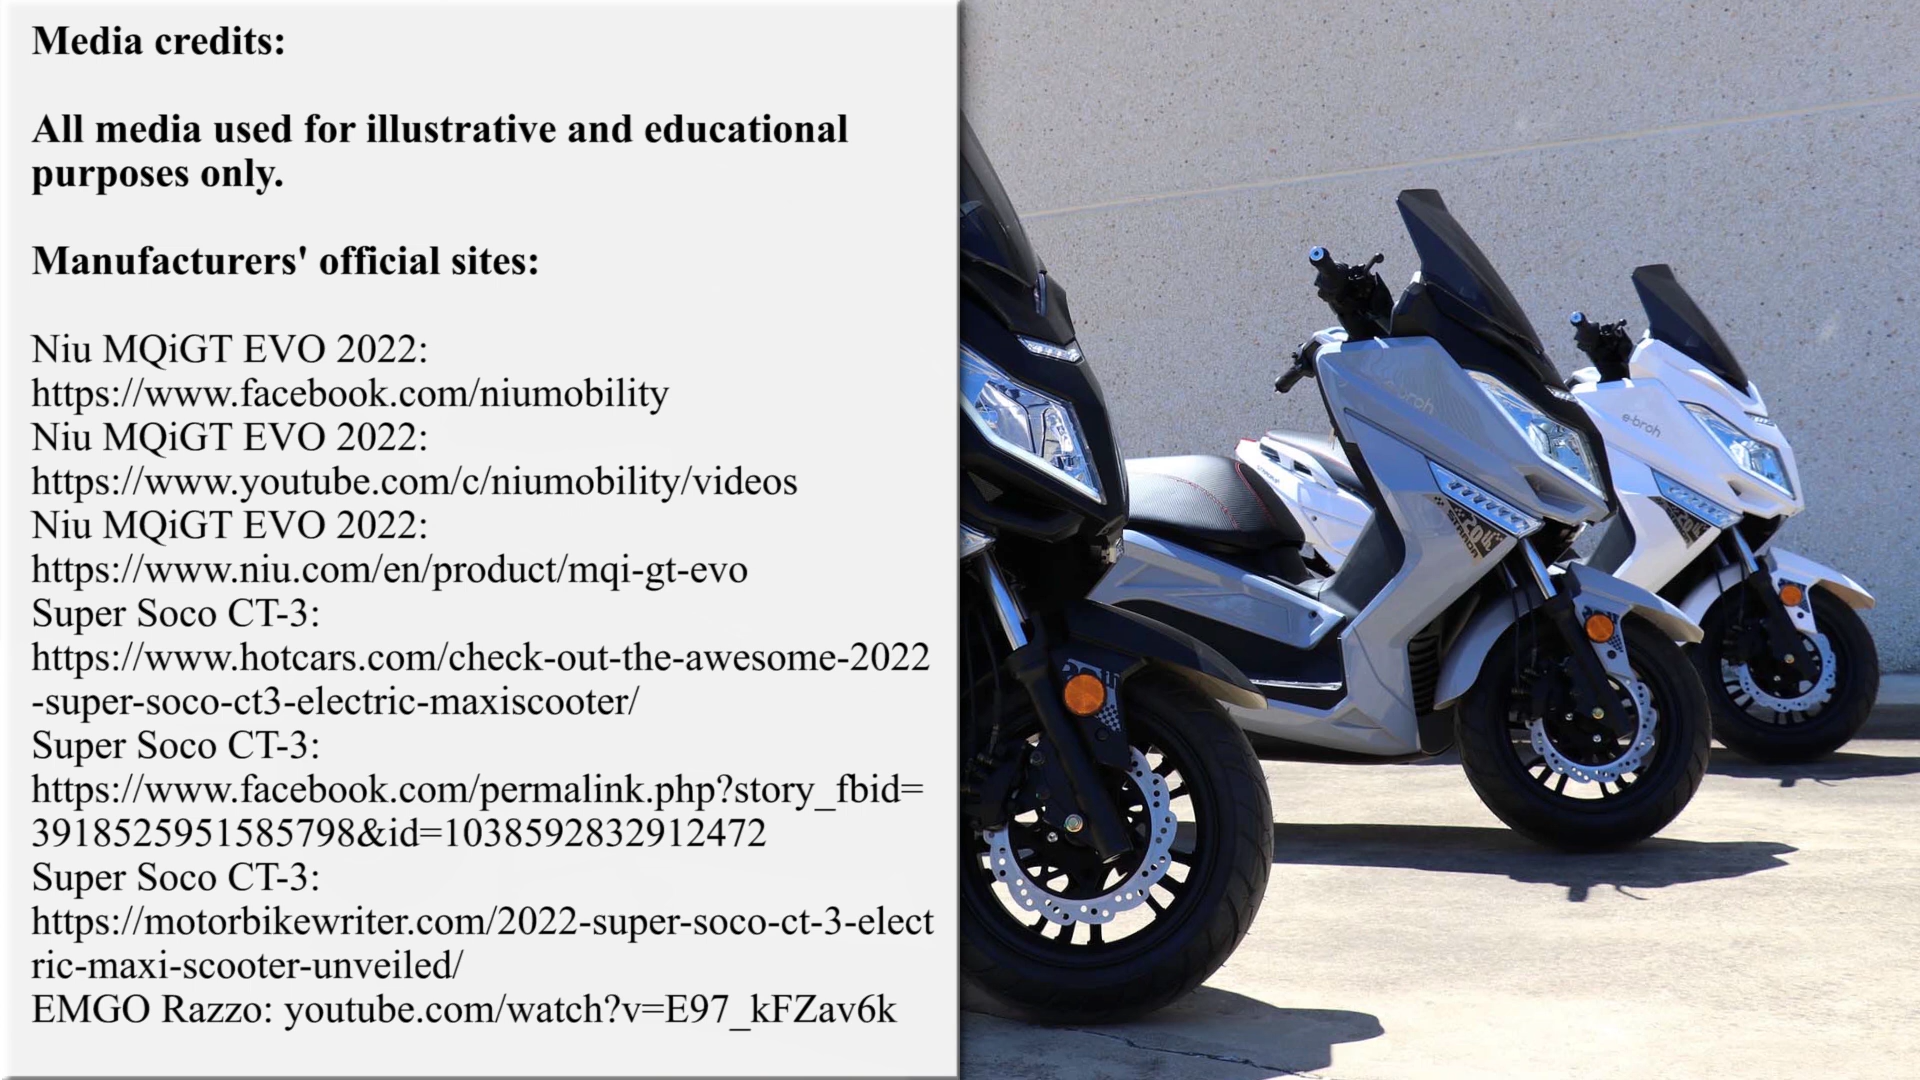 Media credits:
All media used for illustrative and educational
purposes only.
Manufacturers' official sites:
Niu MQiGT EVO 2022:
https://www.facebook.com/niumobility
Niu MQiGT EVO 2022:
https://www.youtube.com/c/niumobility/videos
Niu MQiGT EVO 2022:
https://www.niu.com/en/product/mqi-gt-evo
Super Soco CT-3:
https://www.hotcars.com/check-out-the-awesome-2022
-super-soco-ct3-electric-maxiscooter/
Super Soco CT-3:
https://www.facebook.com/permalink.php?story_fbid=
3918525951585798&id=1038592832912472
Super Soco CT-3:
https://motorbikewriter.com/2022-super-soco-ct-3-elect
ric-maxi-scooter-unveiled/
EMGO Razzo: youtube.com/watch?v=E97_kFZav6k
e-broh
e-broh